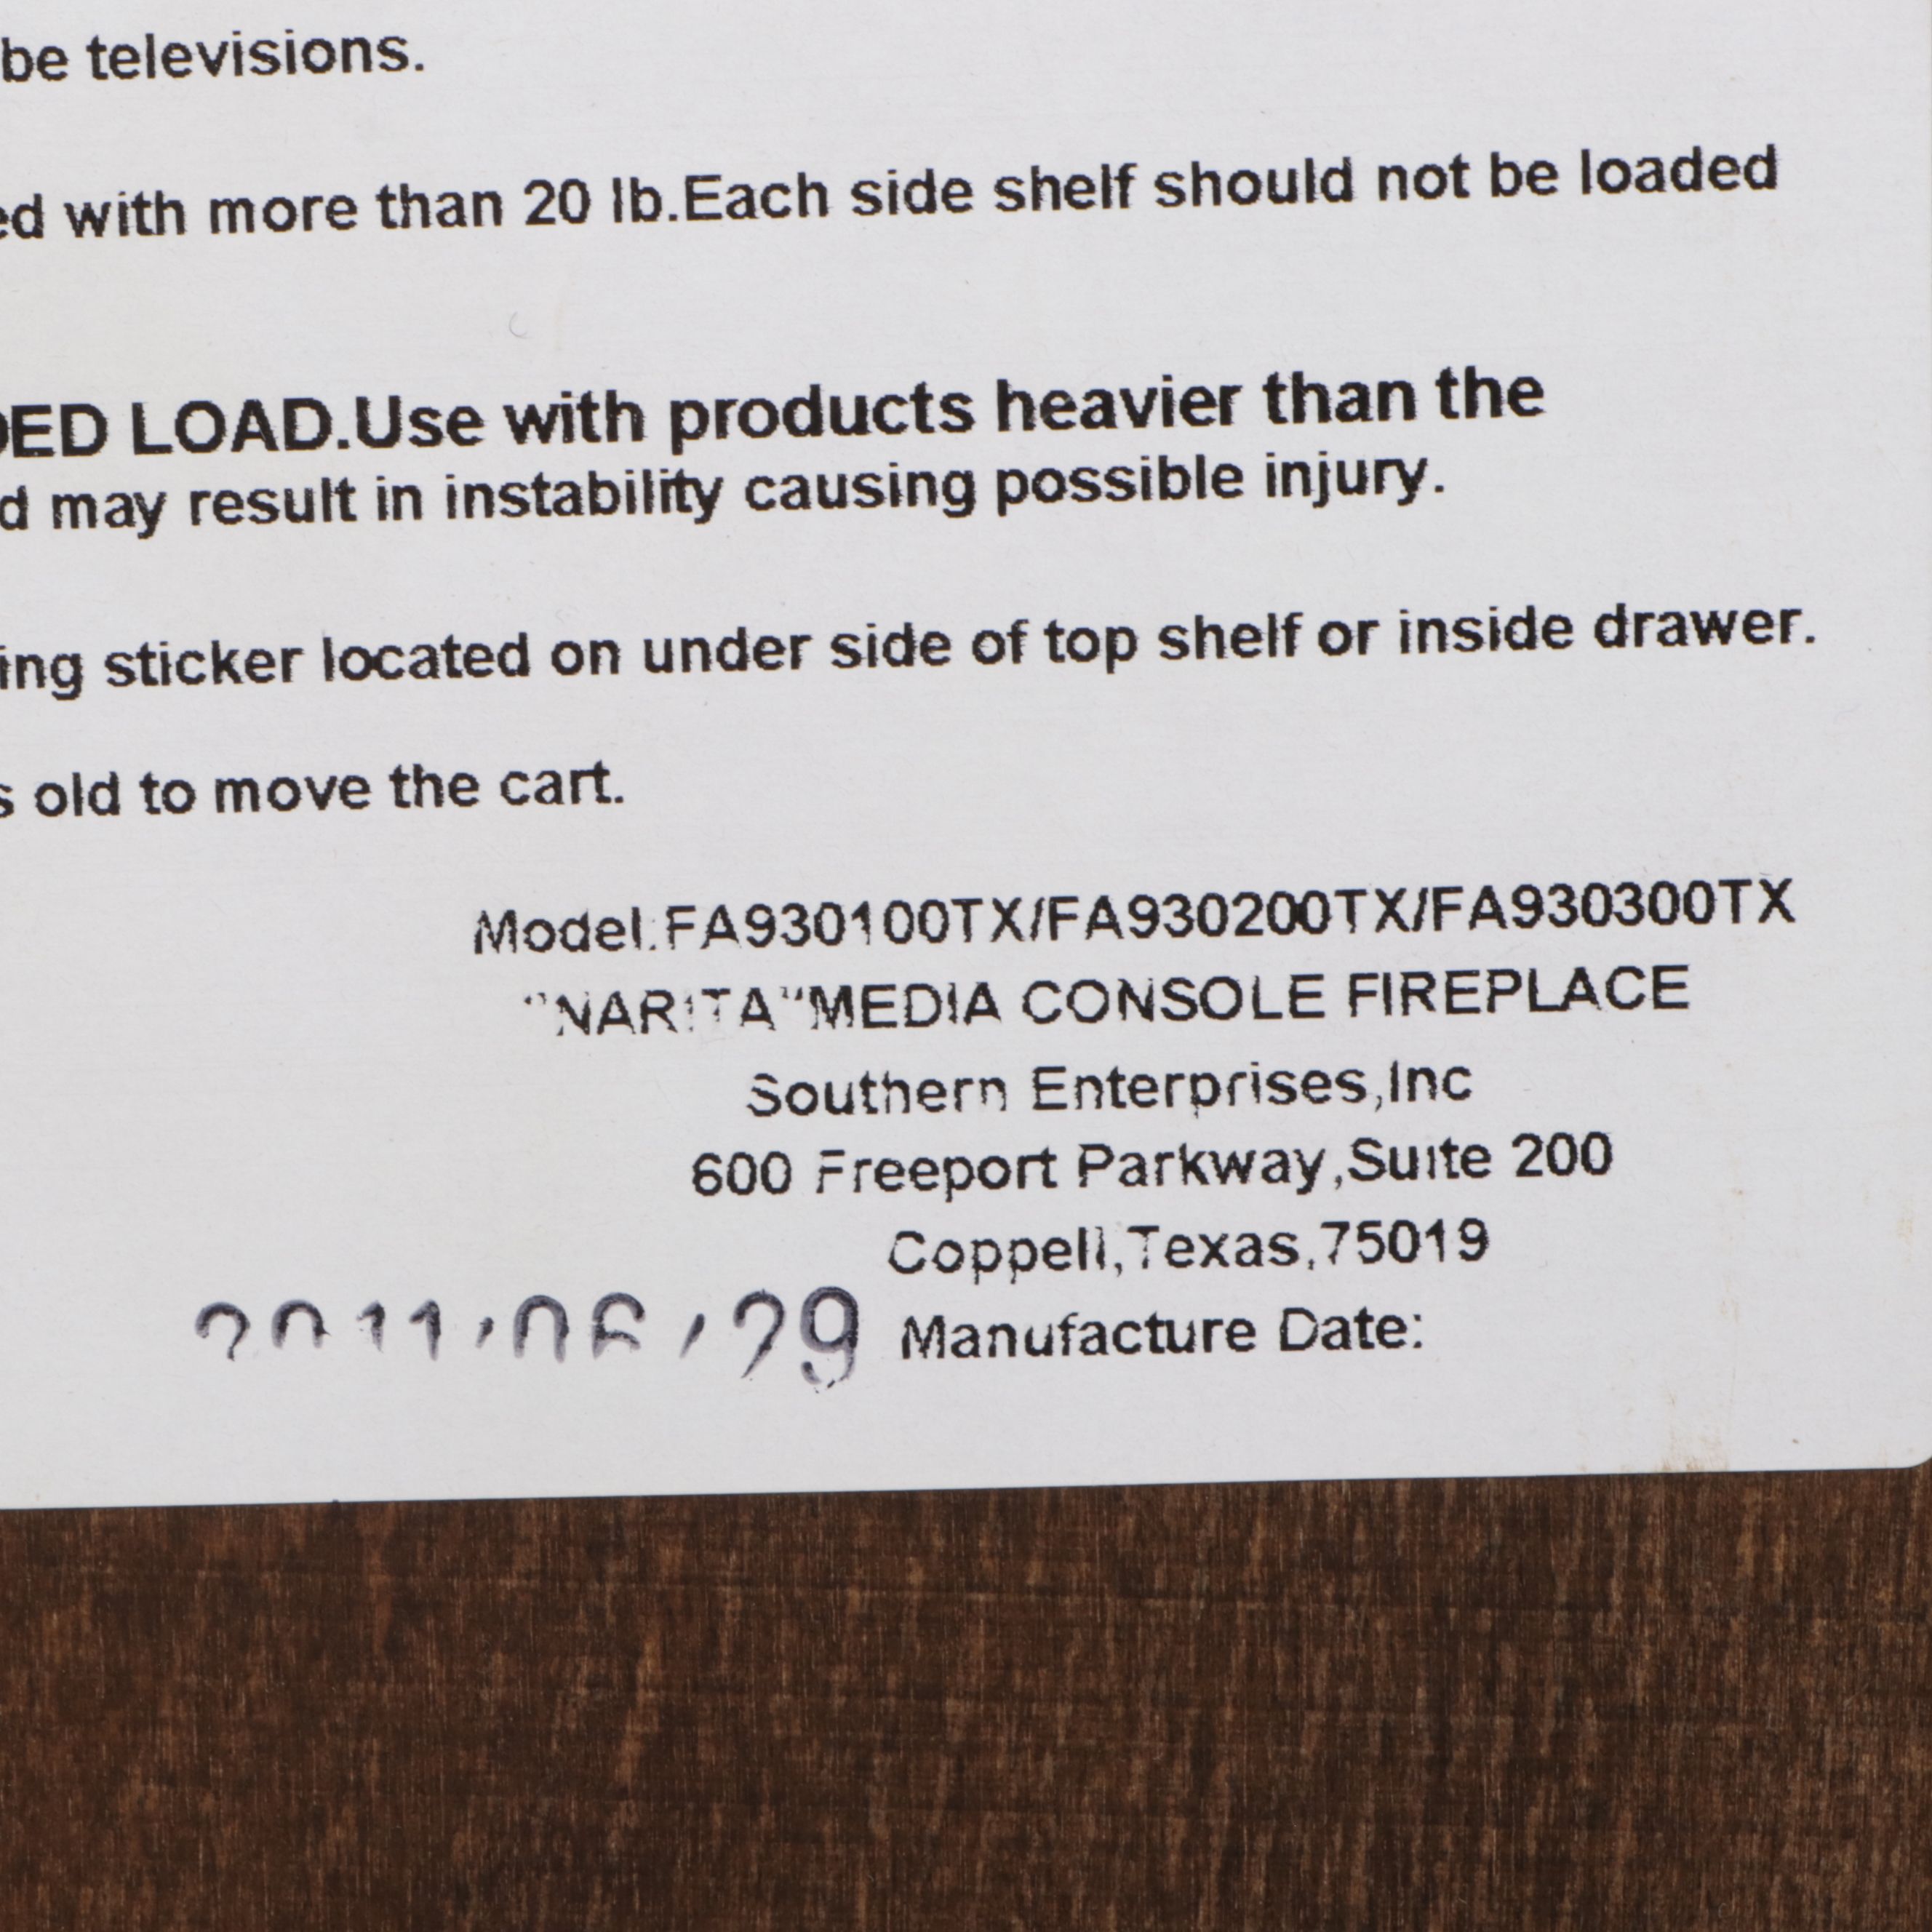 be televisions.
ed with more than 20 lb.Each side shelf should not be loaded
DED LOAD.Use with products heavier than the
d may result in instability causing possible injury.
ing sticker located on under side of top shelf or inside drawer.
s old to move the cart.
Model:FA930100TX/FA930200TX/FA930300TX
"NARITA"MEDIA CONSOLE FIREPLACE
Southern Enterprises,Inc
600 Freeport Parkway,Suite 200
Coppell,Texas,75019
2011/06/29 Manufacture Date: